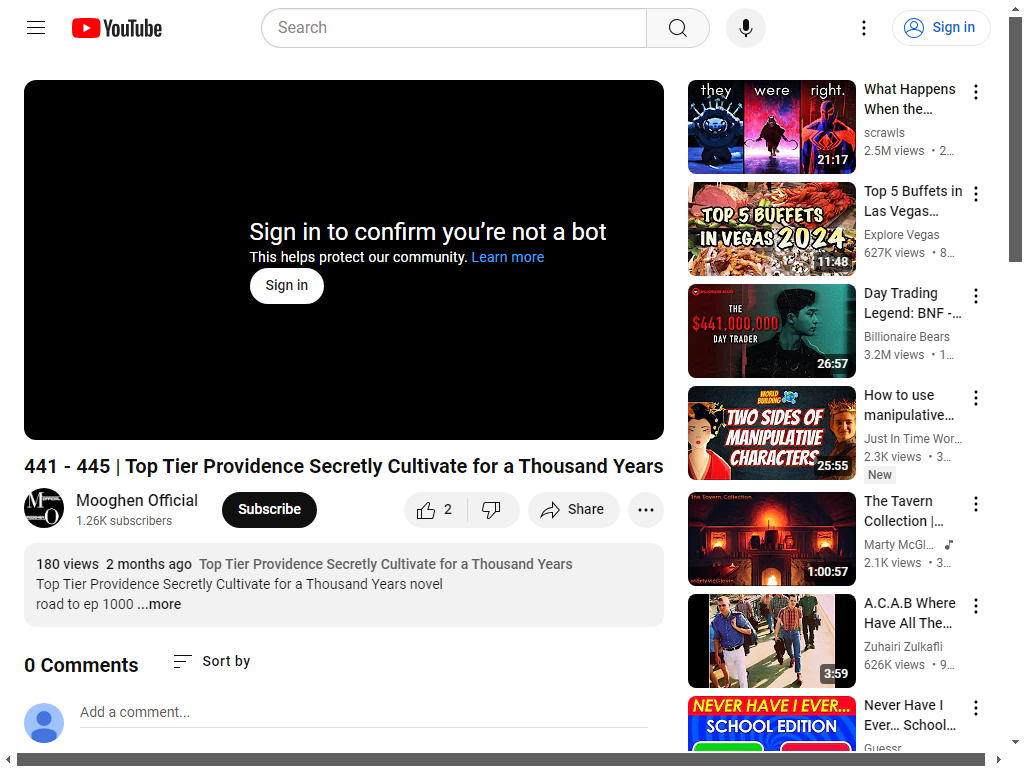 YouTube
Search
Sign in
Sign in to confirm you’re not a bot
This helps protect our community. Learn more
Sign in
441 - 445 | Top Tier Providence Secretly Cultivate for a Thousand Years
Mooghen Official
1.26K subscribers
Subscribe
2
Share
180 views 2 months ago Top Tier Providence Secretly Cultivate for a Thousand Years
Top Tier Providence Secretly Cultivate for a Thousand Years novel
road to ep 1000 ...more
0 Comments
Sort by
Add a comment...
they were right.
21:17
What Happens
When the…
scrawls
2.5M views • 2…
TOP 5 BUFFETS
IN VEGAS 2024
11:48
Top 5 Buffets in
Las Vegas…
Explore Vegas
627K views • 8…
BILLIONAIRE BEARS
THE
$441,000,000
DAY TRADER
26:57
Day Trading
Legend: BNF -…
Billionaire Bears
3.2M views • 1…
WORLD
BUILDING
TWO SIDES OF
MANIPULATIVE
CHARACTERS
25:55
How to use
manipulative…
Just In Time Wor…
2.3K views • 3…
New
The Tavern Collection
1:00:57
The Tavern
Collection |…
Marty McGl…
2.1K views • 3…
3:59
A.C.A.B Where
Have All The…
Zuhairi Zulkafli
626K views • 9…
NEVER HAVE I EVER...
SCHOOL EDITION
Never Have I
Ever… School…
Guessr